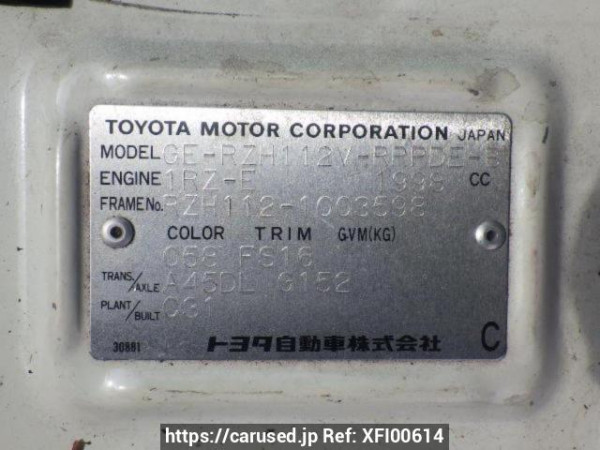 TOYOTA MOTOR CORPORATION JAPAN
MODEL GE-RZH112V-RRPDE-B
ENGINE 1RZ-E 1998 CC
FRAME No. RZH112-1003598
COLOR TRIM GVM(KG)
058 FS16
TRANS./AXLE A45DL G152
PLANT/BUILT C31
30881 トヨタ自動車株式会社 C
https://carused.jp Ref: XFI00614